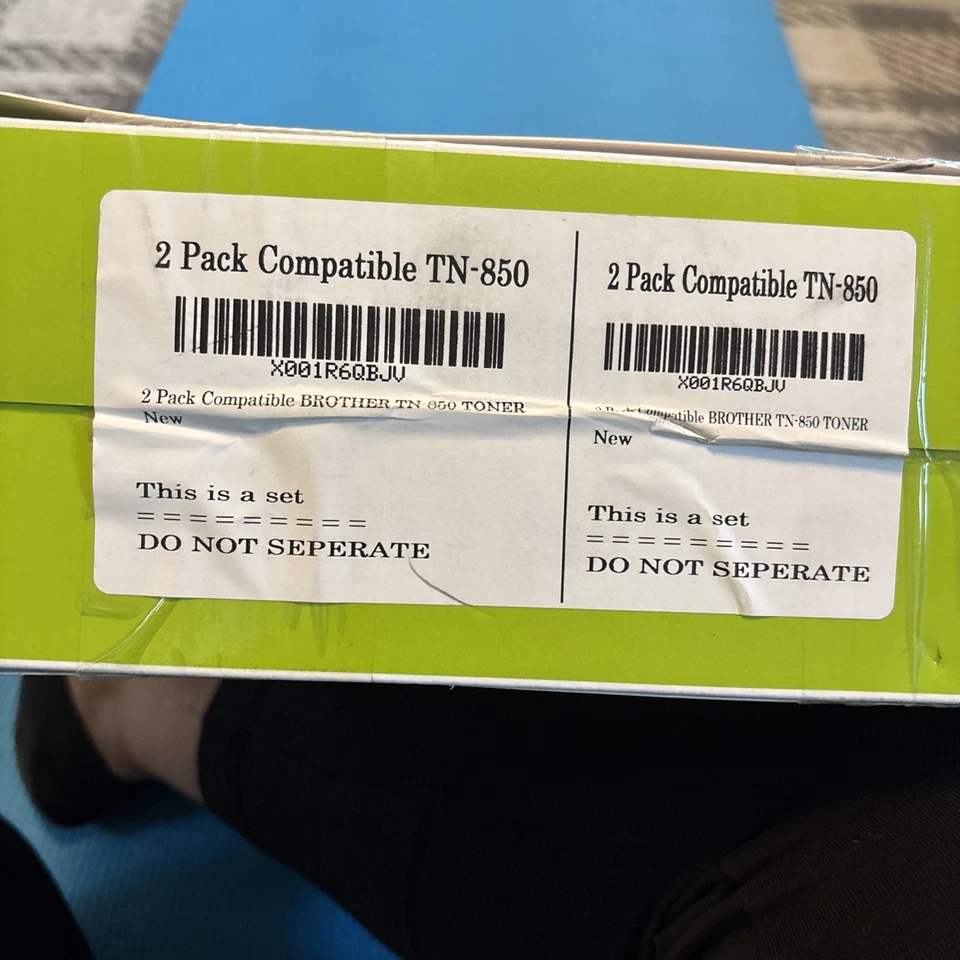 2 Pack Compatible TN-850
X001R6QBJV
2 Pack Compatible BROTHER TN-850 TONER
New
This is a set
= = = = = = = = =
DO NOT SEPERATE
2 Pack Compatible TN-850
X001R6QBJV
Compatible BROTHER TN-850 TONER
New
This is a set
= = = = = = = = =
DO NOT SEPERATE